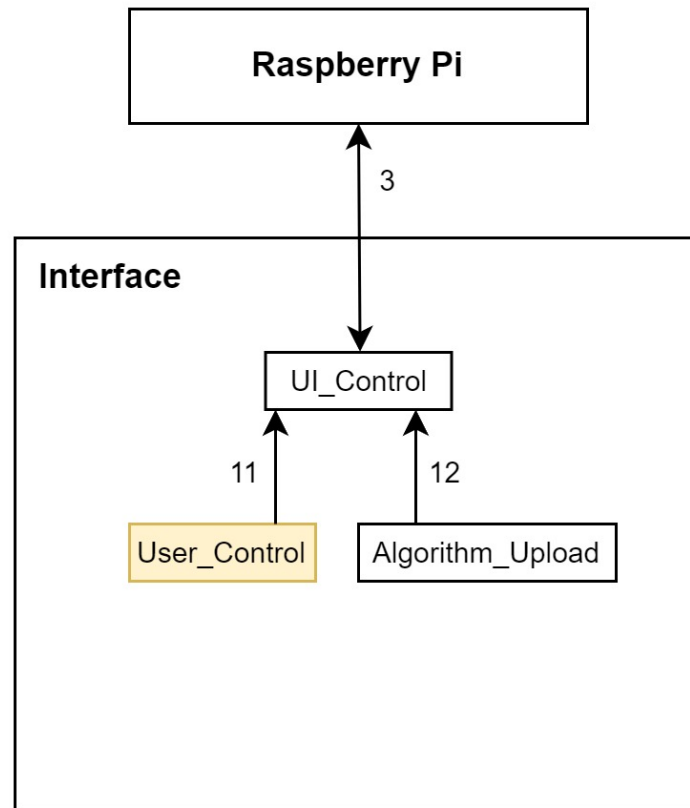 Raspberry Pi
3
Interface
UI_Control
11
12
User_Control
Algorithm_Upload